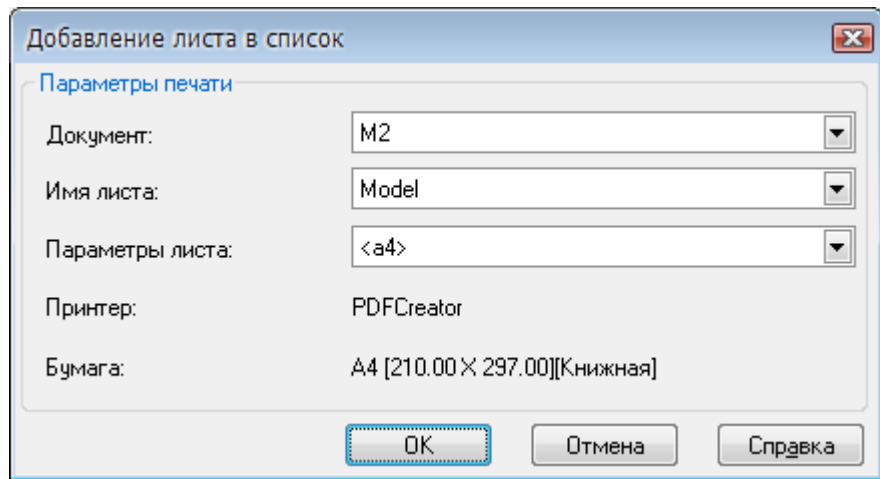 Добавление листа в список
Параметры печати
Документ: M2
Имя листа: Model
Параметры листа: <a4>
Принтер: PDFCreator
Бумага: A4 [210.00 X 297.00][Книжная]
OK Отмена Справка